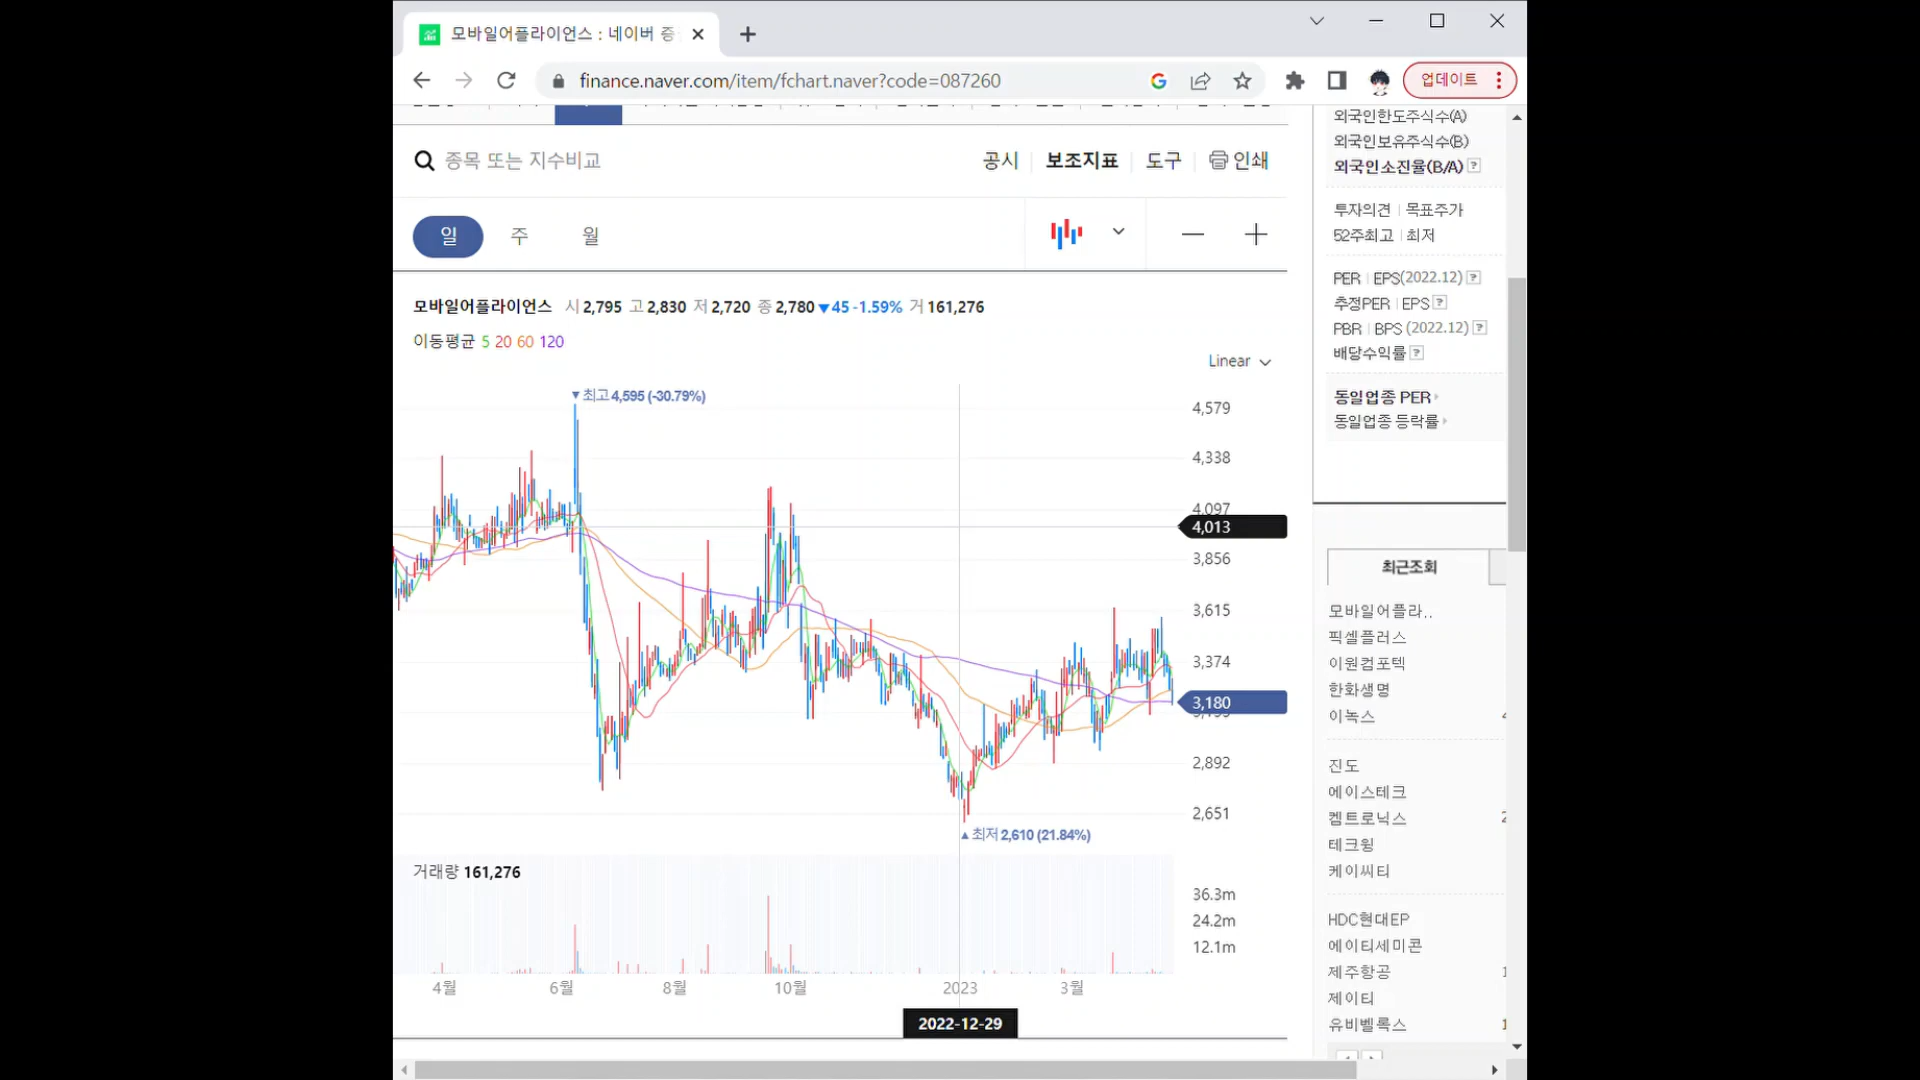 모바일어플라이언스 : 네이버 증
finance.naver.com/item/fchart.naver?code=087260
업데이트
종목 또는 지수비교
공시
보조지표
도구
인쇄
일 주 월
모바일어플라이언스 시 2,795 고 2,830 저 2,720 종 2,780 ▼45 -1.59% 거 161,276
이동평균 5 20 60 120
Linear
▼최고 4,595 (-30.79%)
4,579
4,338
4,097
4,013
3,856
3,615
3,374
3,180
2,892
2,651
▲최저 2,610 (21.84%)
거래량 161,276
36.3m
24.2m
12.1m
4월 6월 8월 10월 2023 3월
2022-12-29
외국인한도주식수(A)
외국인보유주식수(B)
외국인소진율(B/A) ?
투자의견 | 목표주가
52주최고 | 최저
PER | EPS(2022.12) ?
추정PER | EPS ?
PBR | BPS (2022.12) ?
배당수익률 ?
동일업종 PER
동일업종 등락률
최근조회
모바일어플라..
픽셀플러스
이원컴포텍
한화생명
이녹스
진도
에이스테크
켐트로닉스
테크윙
케이씨티
HDC현대EP
에이티세미콘
제주항공
제이티
유비벨록스